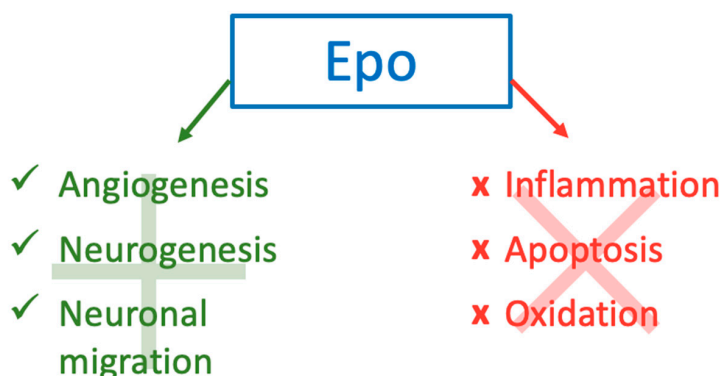 Epo
✓ Angiogenesis
✓ Neurogenesis
✓ Neuronal
migration
x Inflammation
x Apoptosis
x Oxidation